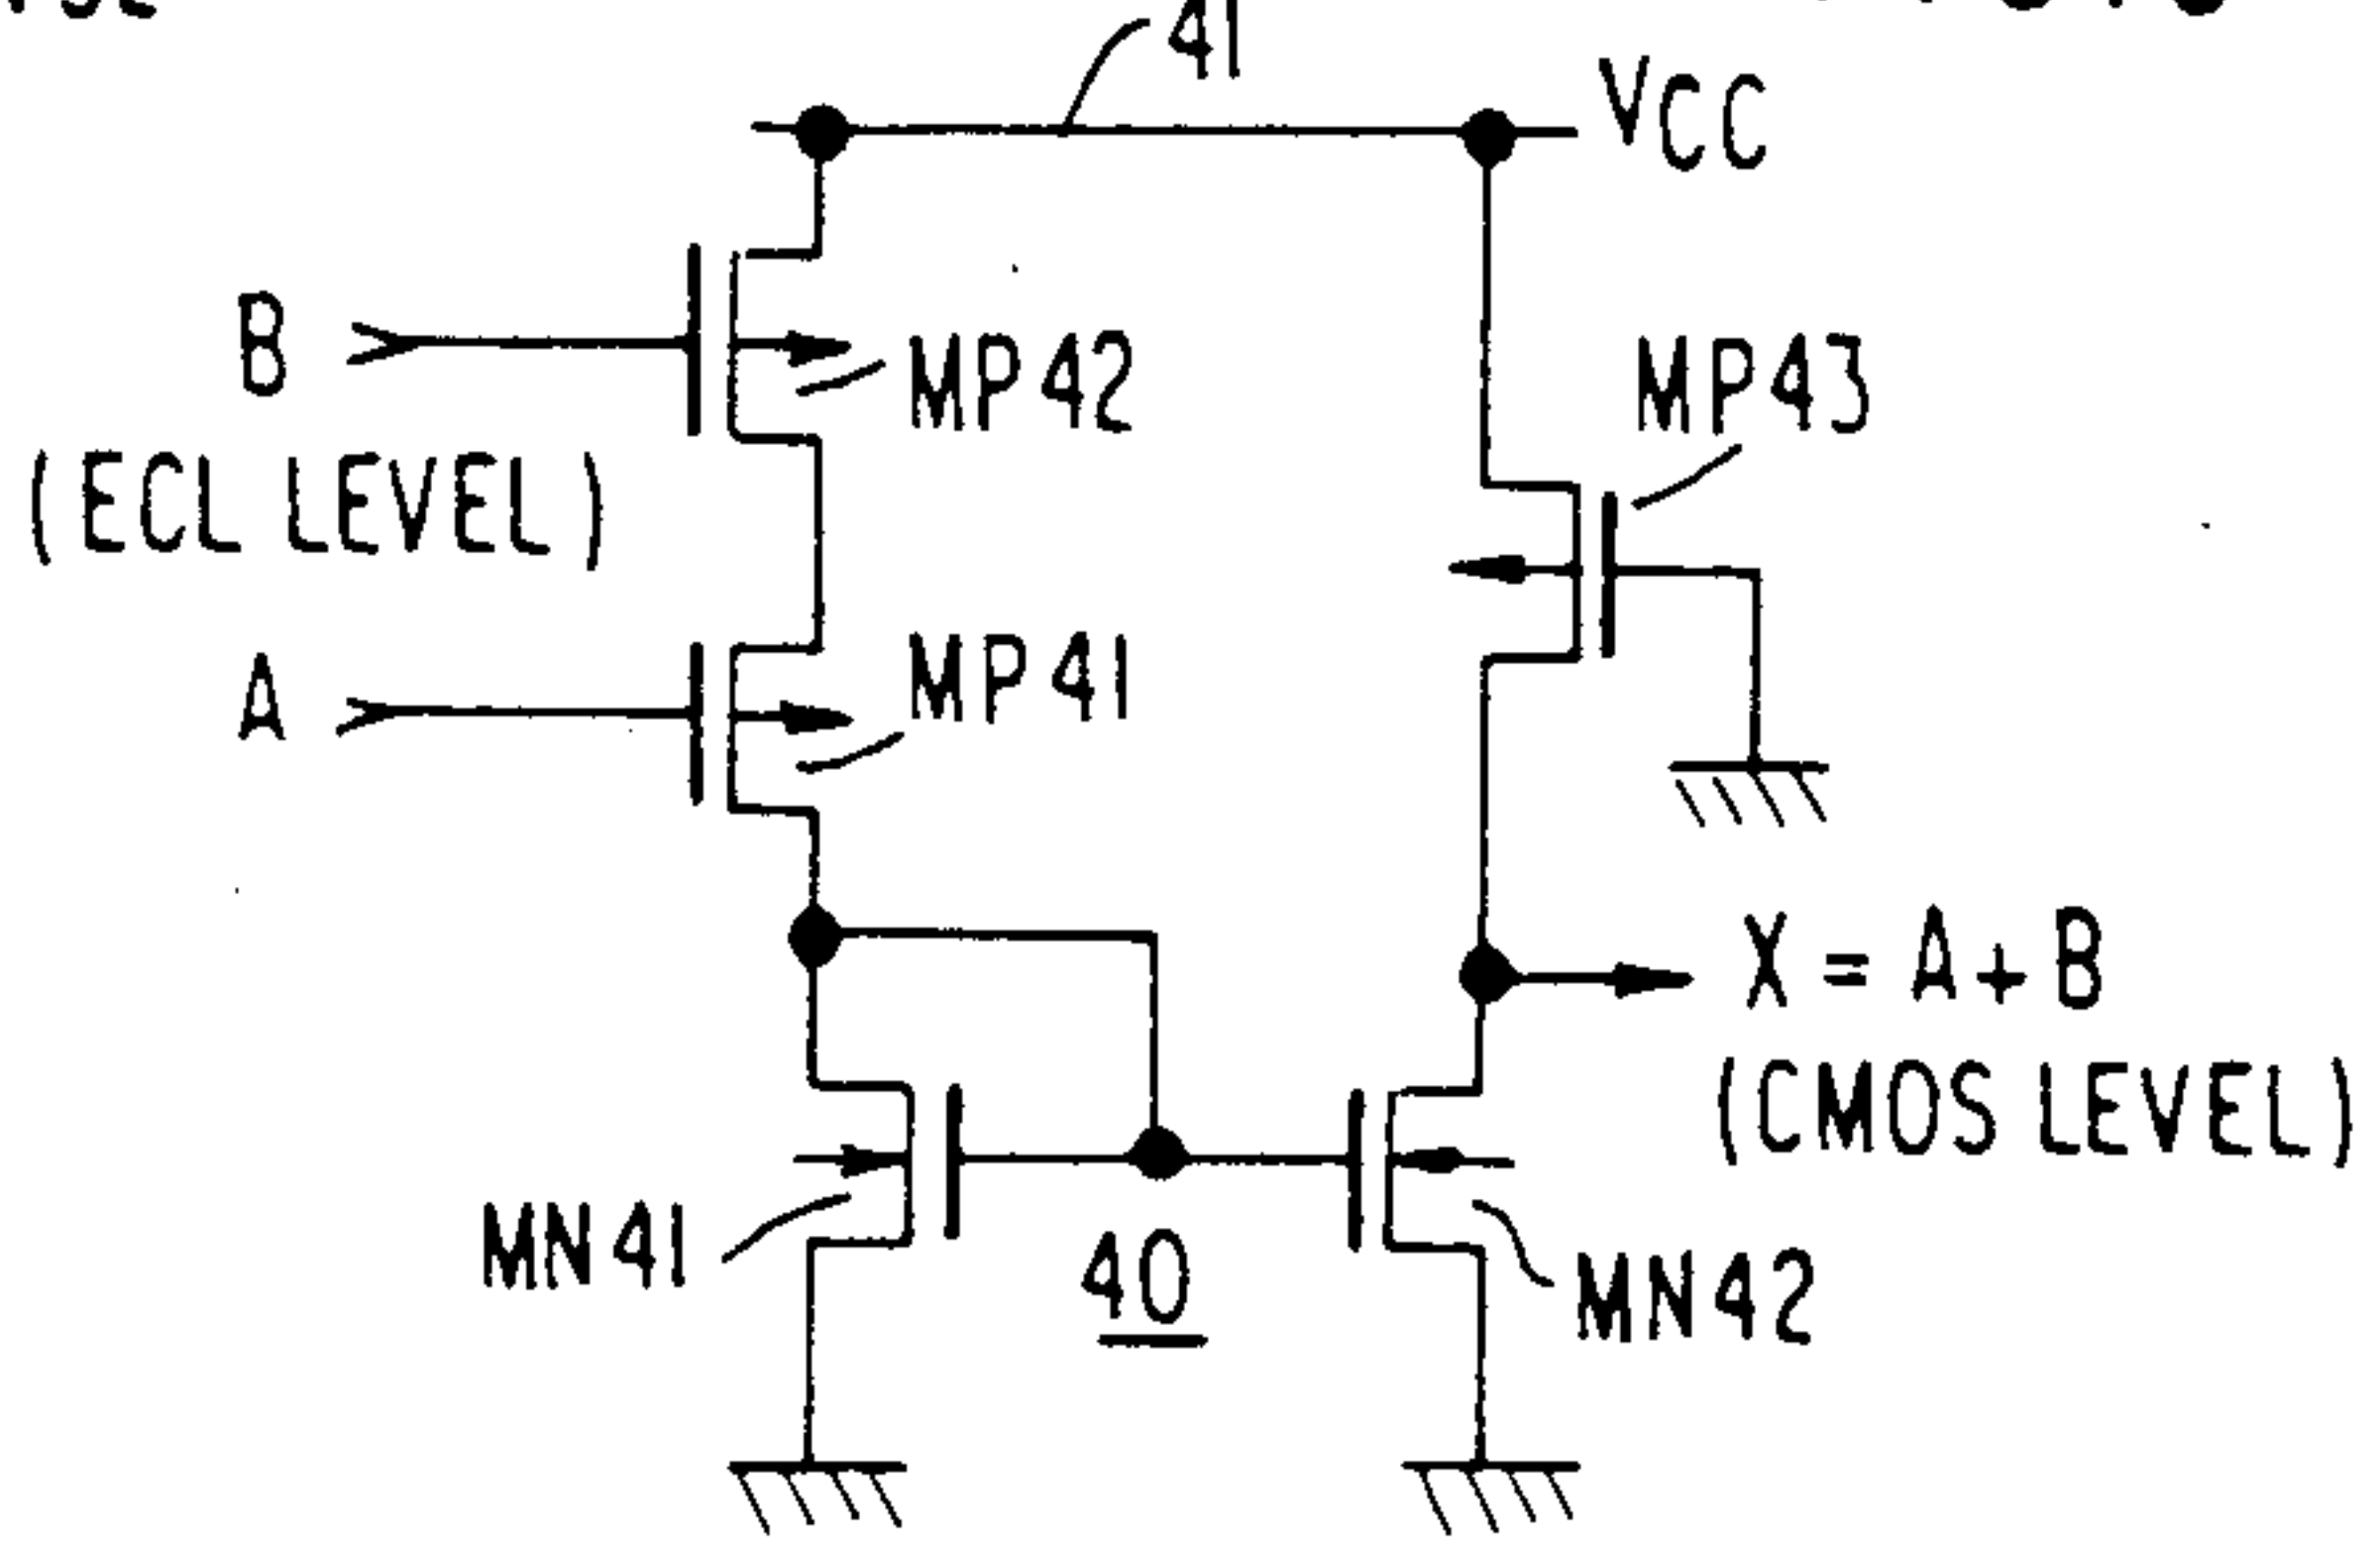 41
VCC
B
MP42
MP43
(ECL LEVEL)
A
MP41
X = A + B
(CMOS LEVEL)
MN41
40
MN42